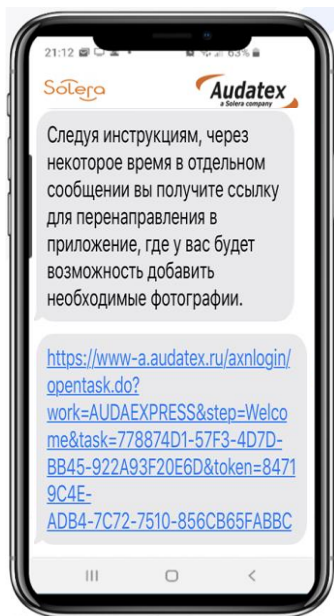 21:12
63%
Solera
Audatex
a Solera company
Следуя инструкциям, через
некоторое время в отдельном
сообщении вы получите ссылку
для перенаправления в
приложение, где у вас будет
возможность добавить
необходимые фотографии.
https://www-a.audatex.ru/axnlogin/
opentask.do?
work=AUDAEXPRESS&step=Welco
me&task=778874D1-57F3-4D7D-
BB45-922A93F20E6D&token=8471
9C4E-
ADB4-7C72-7510-856CB65FABBC